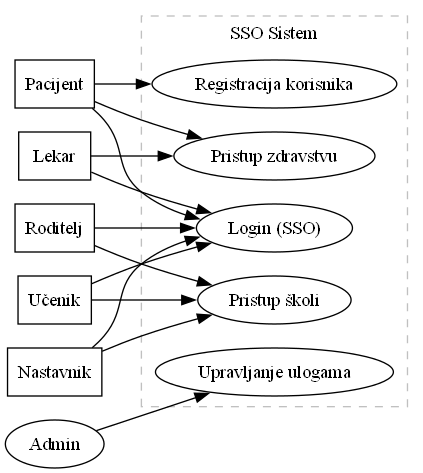 SSO Sistem
Pacijent
Registracija korisnika
Lekar
Pristup zdravstvu
Roditelj
Login (SSO)
Učenik
Pristup školi
Nastavnik
Upravljanje ulogama
Admin